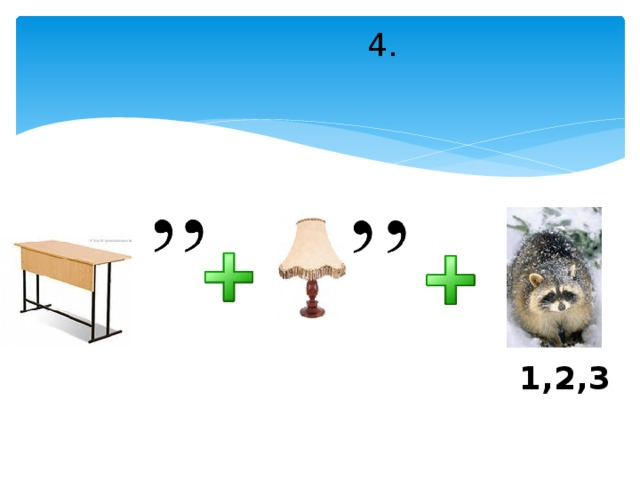 4.
,, ,,
1,2,3